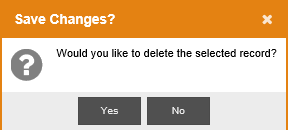 Save Changes?
Would you like to delete the selected record?
Yes
No